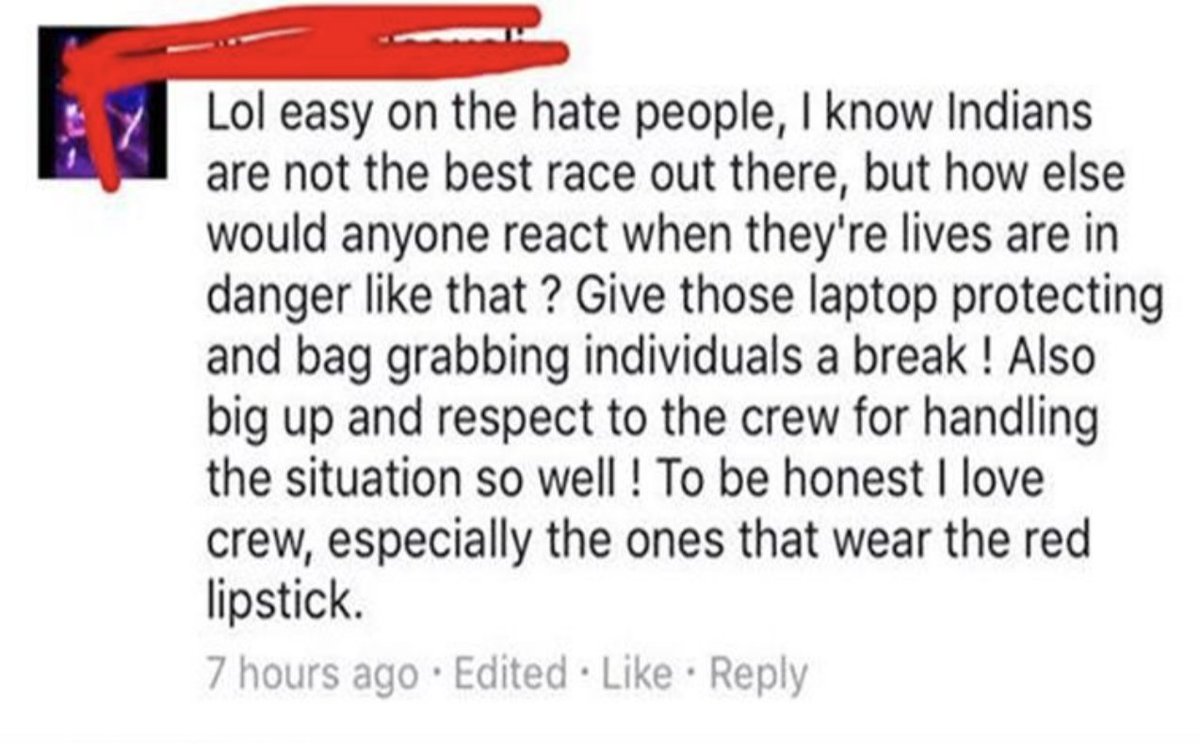 Lol easy on the hate people, I know Indians
are not the best race out there, but how else
would anyone react when they're lives are in
danger like that ? Give those laptop protecting
and bag grabbing individuals a break ! Also
big up and respect to the crew for handling
the situation so well ! To be honest I love
crew, especially the ones that wear the red
lipstick.
7 hours ago · Edited · Like · Reply